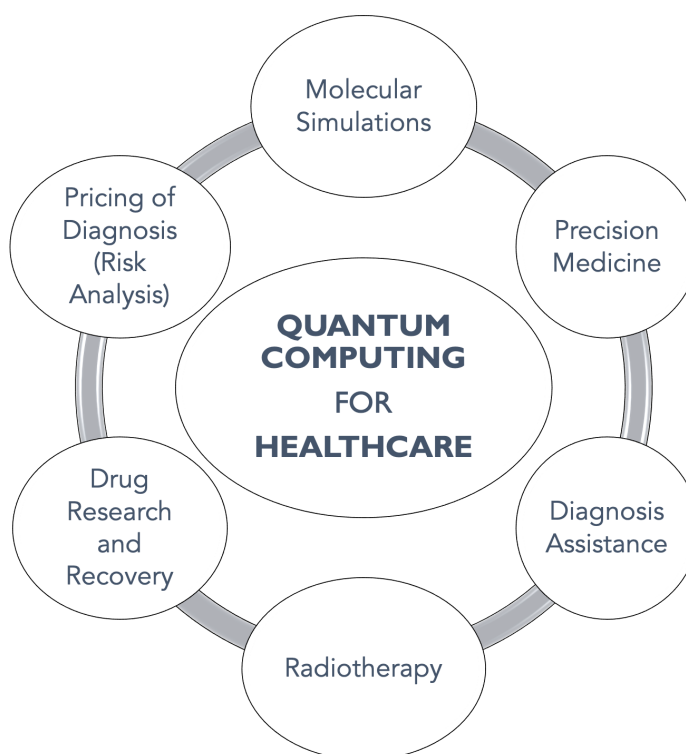 Molecular
Simulations
Precision
Medicine
Diagnosis
Assistance
Radiotherapy
Drug
Research
and
Recovery
Pricing of
Diagnosis
(Risk
Analysis)
QUANTUM
COMPUTING
FOR
HEALTHCARE